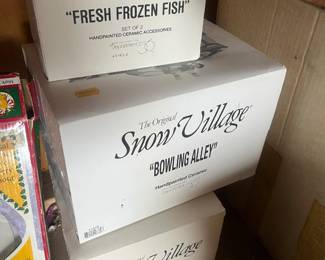 "FRESH FROZEN FISH"
SET OF 2
HANDPAINTED CERAMIC ACCESSORIES
The Original
Snow Village
"BOWLING ALLEY"
Handpainted Ceramic